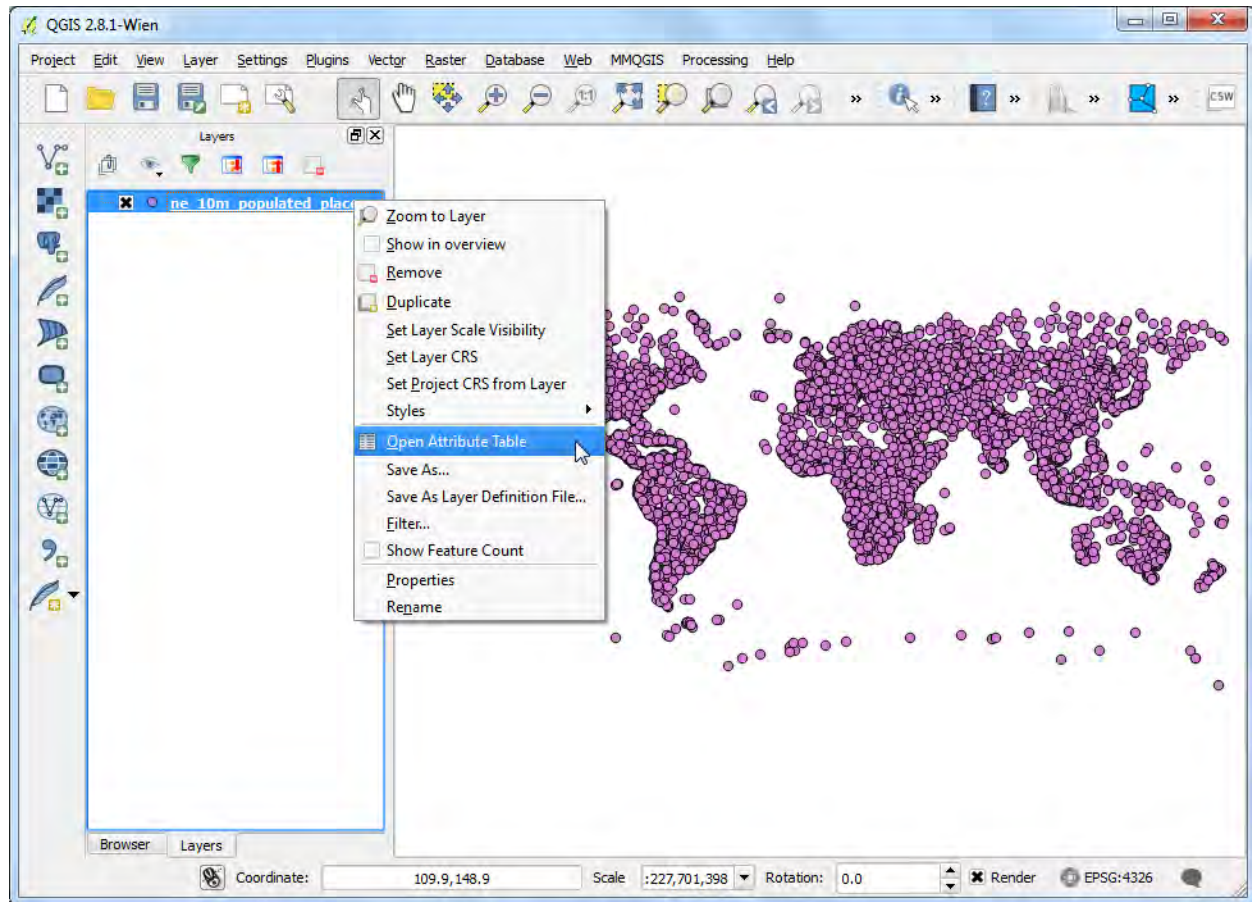 QGIS 2.8.1-Wien
Project Edit View Layer Settings Plugins Vector Raster Database Web MMQGIS Processing Help
1:1 » » ? » » » CSW
Layers
ne_10m_populated_place
Zoom to Layer
Show in overview
Remove
Duplicate
Set Layer Scale Visibility
Set Layer CRS
Set Project CRS from Layer
Styles
Open Attribute Table
Save As...
Save As Layer Definition File...
Filter...
Show Feature Count
Properties
Rename
Browser Layers
Coordinate: 109.9,148.9 Scale :227,701,398 Rotation: 0.0 Render EPSG:4326